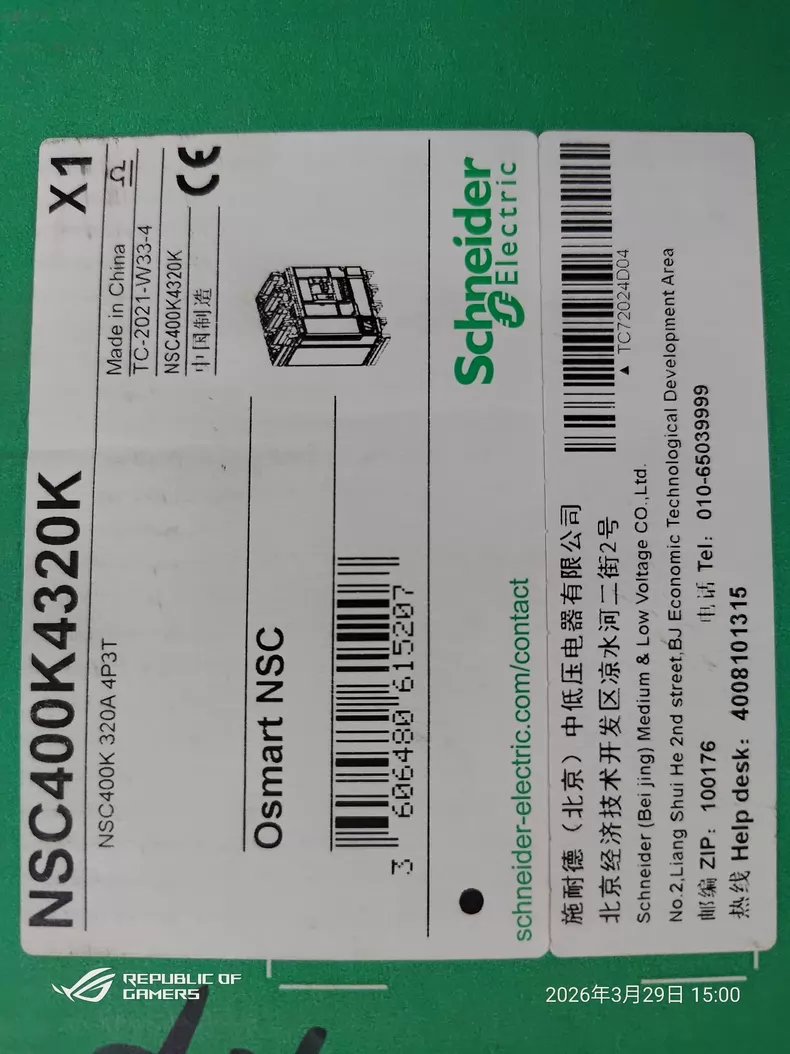 NSC400K4320K X1
NSC400K 320A 4P3T
Made in China
TC-2021-W33-4
NSC400K4320K
中国制造
CE
Osmart NSC
3 606480 615207
Schneider
Electric
schneider-electric.com/contact
▲ TC72024D04
施耐德（北京）中低压电器有限公司
北京经济技术开发区凉水河二街2号
Schneider (Bei jing) Medium & Low Voltage CO.,Ltd.
No.2,Liang Shui He 2nd street,BJ Economic Technological Development Area
邮编 ZIP：100176 电话 Tel：010-65039999
热线 Help desk：4008101315
REPUBLIC OF
GAMERS
2026年3月29日 15:00